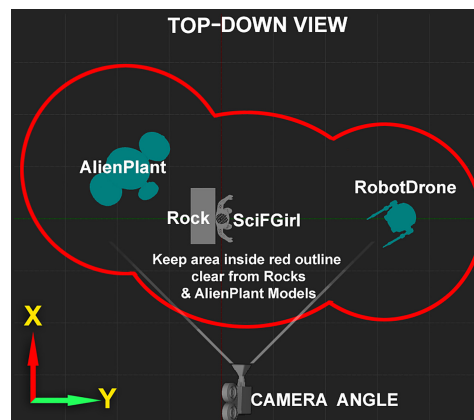 TOP-DOWN VIEW
AlienPlant
RobotDrone
Rock SciFGirl
Keep area inside red outline
clear from Rocks
& AlienPlant Models
X
Y
CAMERA ANGLE